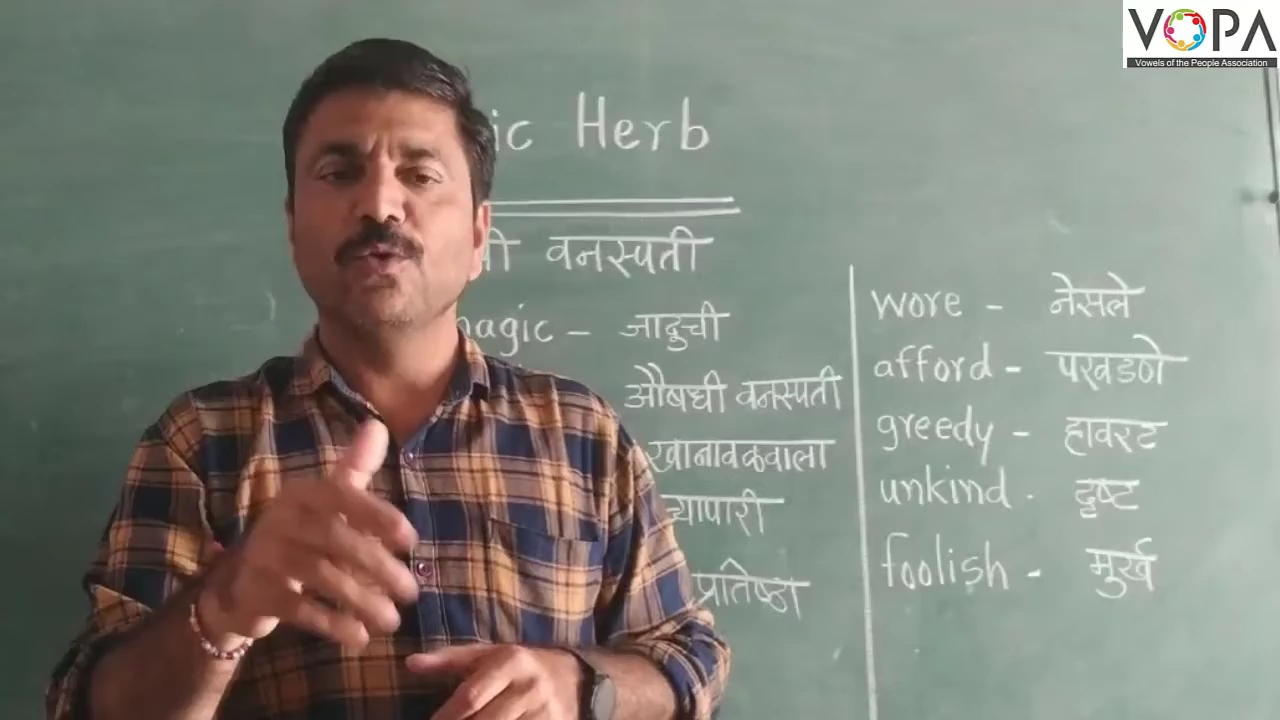 VOPA
Vowels of the People Association
ic Herb
वनस्पती
magic – जादुची
औषधी वनस्पती
खानावळवाला
व्यापारी
प्रतिष्ठा
wore – नेसले
afford – परवडणे
greedy – हावरट
unkind - दुष्ट
foolish – मुर्ख